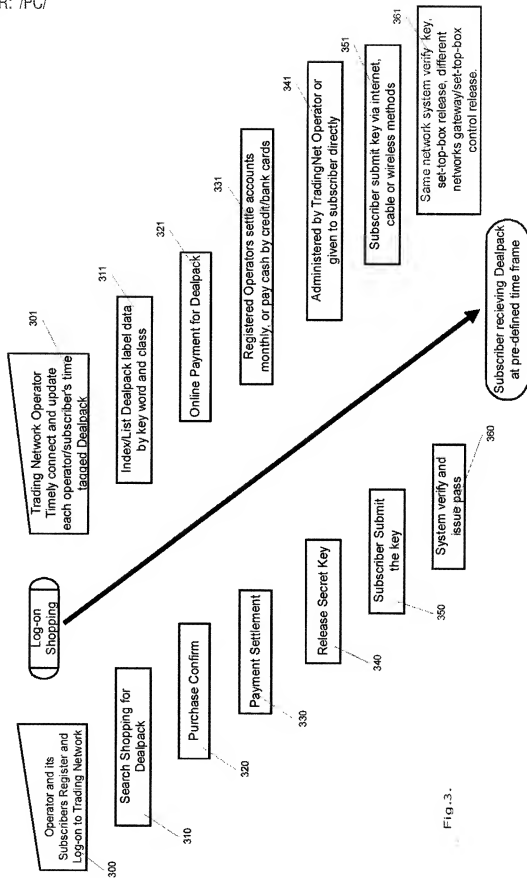 R: /PC/
Log-on
Shopping
Operator and its
Subscribers Register and
Log-on to Trading Network
300
Trading Network Operator
Timely connect and update
each operator/subscriber's time
tagged Dealpack
301
Search Shopping for
Dealpack
310
Index/List Dealpack label data
by key word and class
311
Purchase Confirm
320
Online Payment for Dealpack
321
Payment Settlement
330
Registered Operators settle accounts
monthly, or pay cash by credit/bank cards
331
Release Secret Key
340
Administered by TradingNet Operator or
given to subscriber directly
341
Subscriber Submit
the key
350
Subscriber submit key via internet,
cable or wireless methods
351
System verify and
issue pass
360
Same network system verify key,
set-top-box release, different
networks gateway/set-top-box
control release.
361
Subscriber recieving Dealpack
at pre-defined time frame
Fig.3.